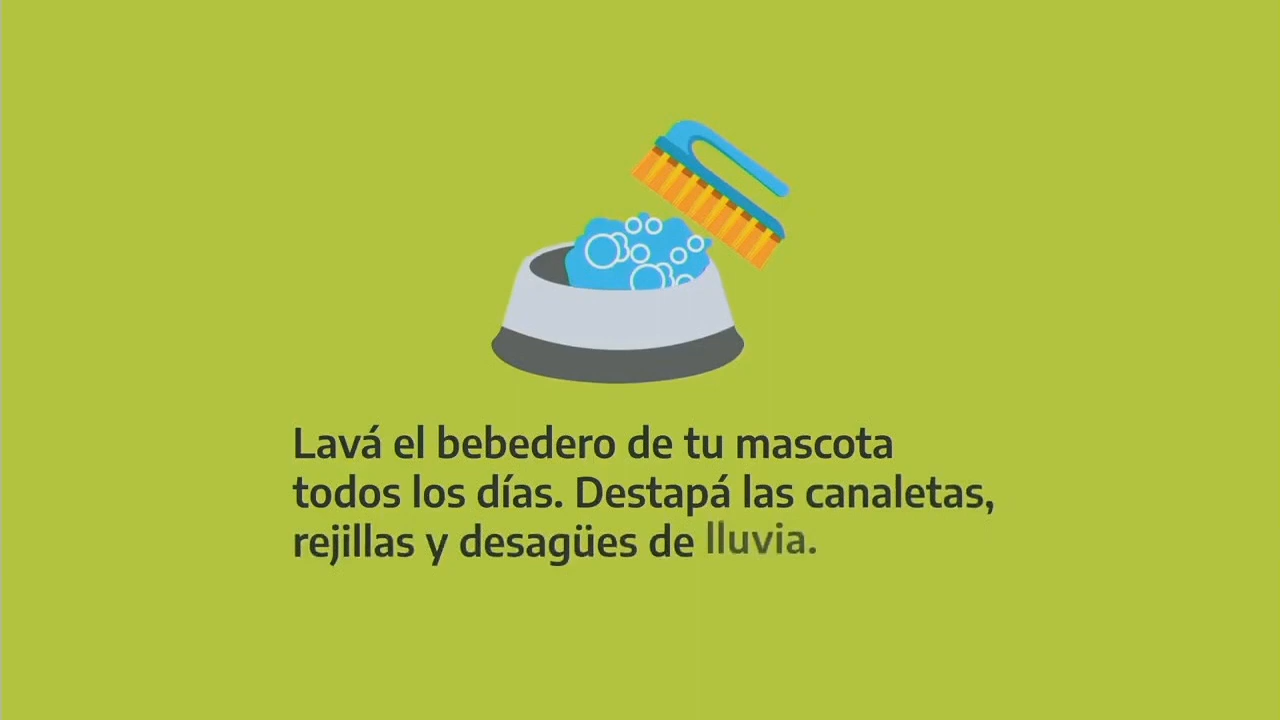 Lavá el bebedero de tu mascota
todos los días. Destapá las canaletas,
rejillas y desagües de lluvia.